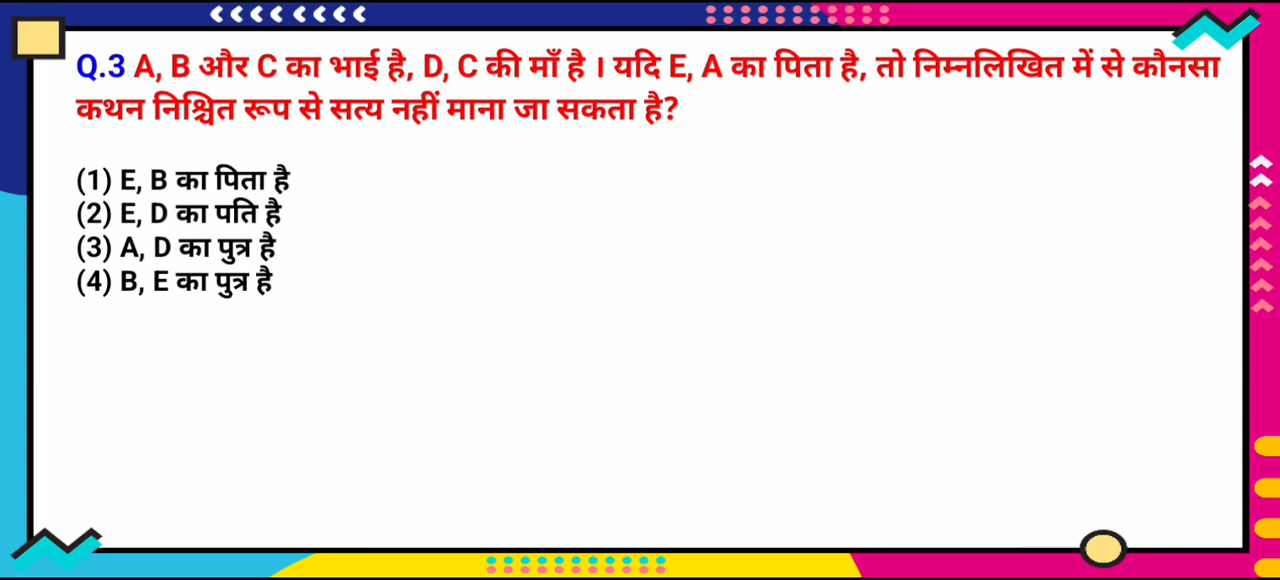 Q.3 A, B और C का भाई है, D, C की माँ है । यदि E, A का पिता है, तो निम्नलिखित में से कौनसा
कथन निश्चित रूप से सत्य नहीं माना जा सकता है?
(1) E, B का पिता है
(2) E, D का पति है
(3) A, D का पुत्र है
(4) B, E का पुत्र है